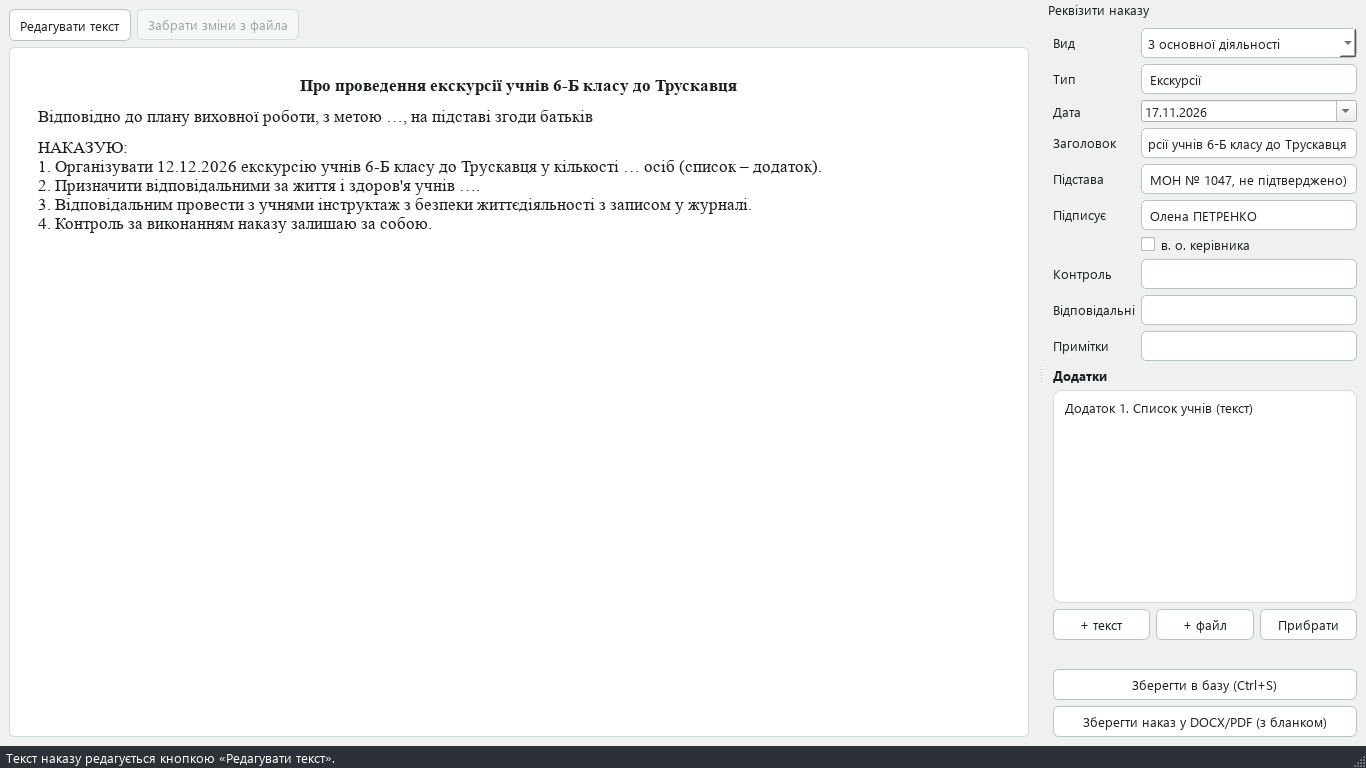 Редагувати текст
Забрати зміни з файла
Про проведення екскурсії учнів 6-Б класу до Трускавця
Відповідно до плану виховної роботи, з метою …, на підставі згоди батьків
НАКАЗУЮ:
1. Організувати 12.12.2026 екскурсію учнів 6-Б класу до Трускавця у кількості … осіб (список – додаток).
2. Призначити відповідальними за життя і здоров'я учнів ….
3. Відповідальним провести з учнями інструктаж з безпеки життєдіяльності з записом у журналі.
4. Контроль за виконанням наказу залишаю за собою.
Реквізити наказу
Вид
З основної діяльності
Тип
Екскурсії
Дата
17.11.2026
Заголовок
рсії учнів 6-Б класу до Трускавця
Підстава
МОН № 1047, не підтверджено)
Підписує
Олена ПЕТРЕНКО
в. о. керівника
Контроль
Відповідальні
Примітки
Додатки
Додаток 1. Список учнів (текст)
+ текст
+ файл
Прибрати
Зберегти в базу (Ctrl+S)
Зберегти наказ у DOCX/PDF (з бланком)
Текст наказу редагується кнопкою «Редагувати текст».